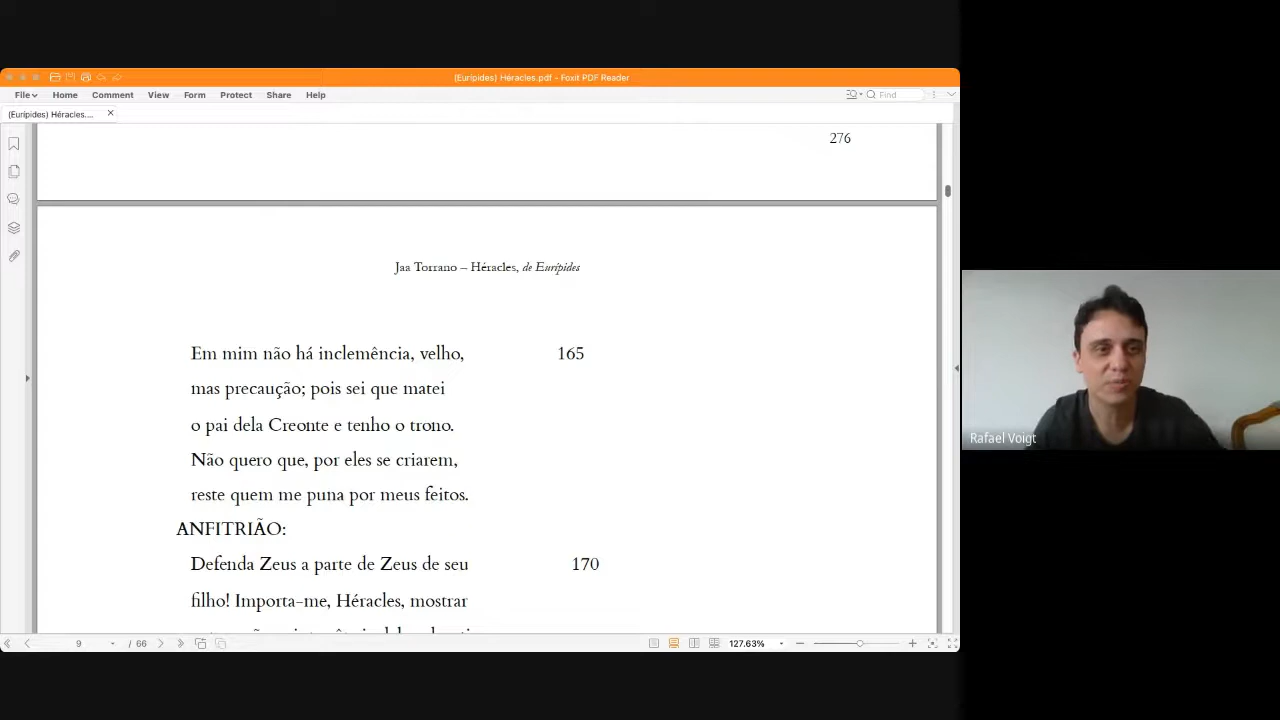 (Eurípides) Héracles.pdf - Foxit PDF Reader
File Home Comment View Form Protect Share Help
Find
(Eurípides) Héracles....
276
Jaa Torrano – Héracles, de Eurípides
Em mim não há inclemência, velho, 165
mas precaução; pois sei que matei
o pai dela Creonte e tenho o trono.
Não quero que, por eles se criarem,
reste quem me puna por meus feitos.
ANFITRIÃO:
Defenda Zeus a parte de Zeus de seu 170
filho! Importa-me, Héracles, mostrar
Rafael Voigt
9 / 66
127.63%